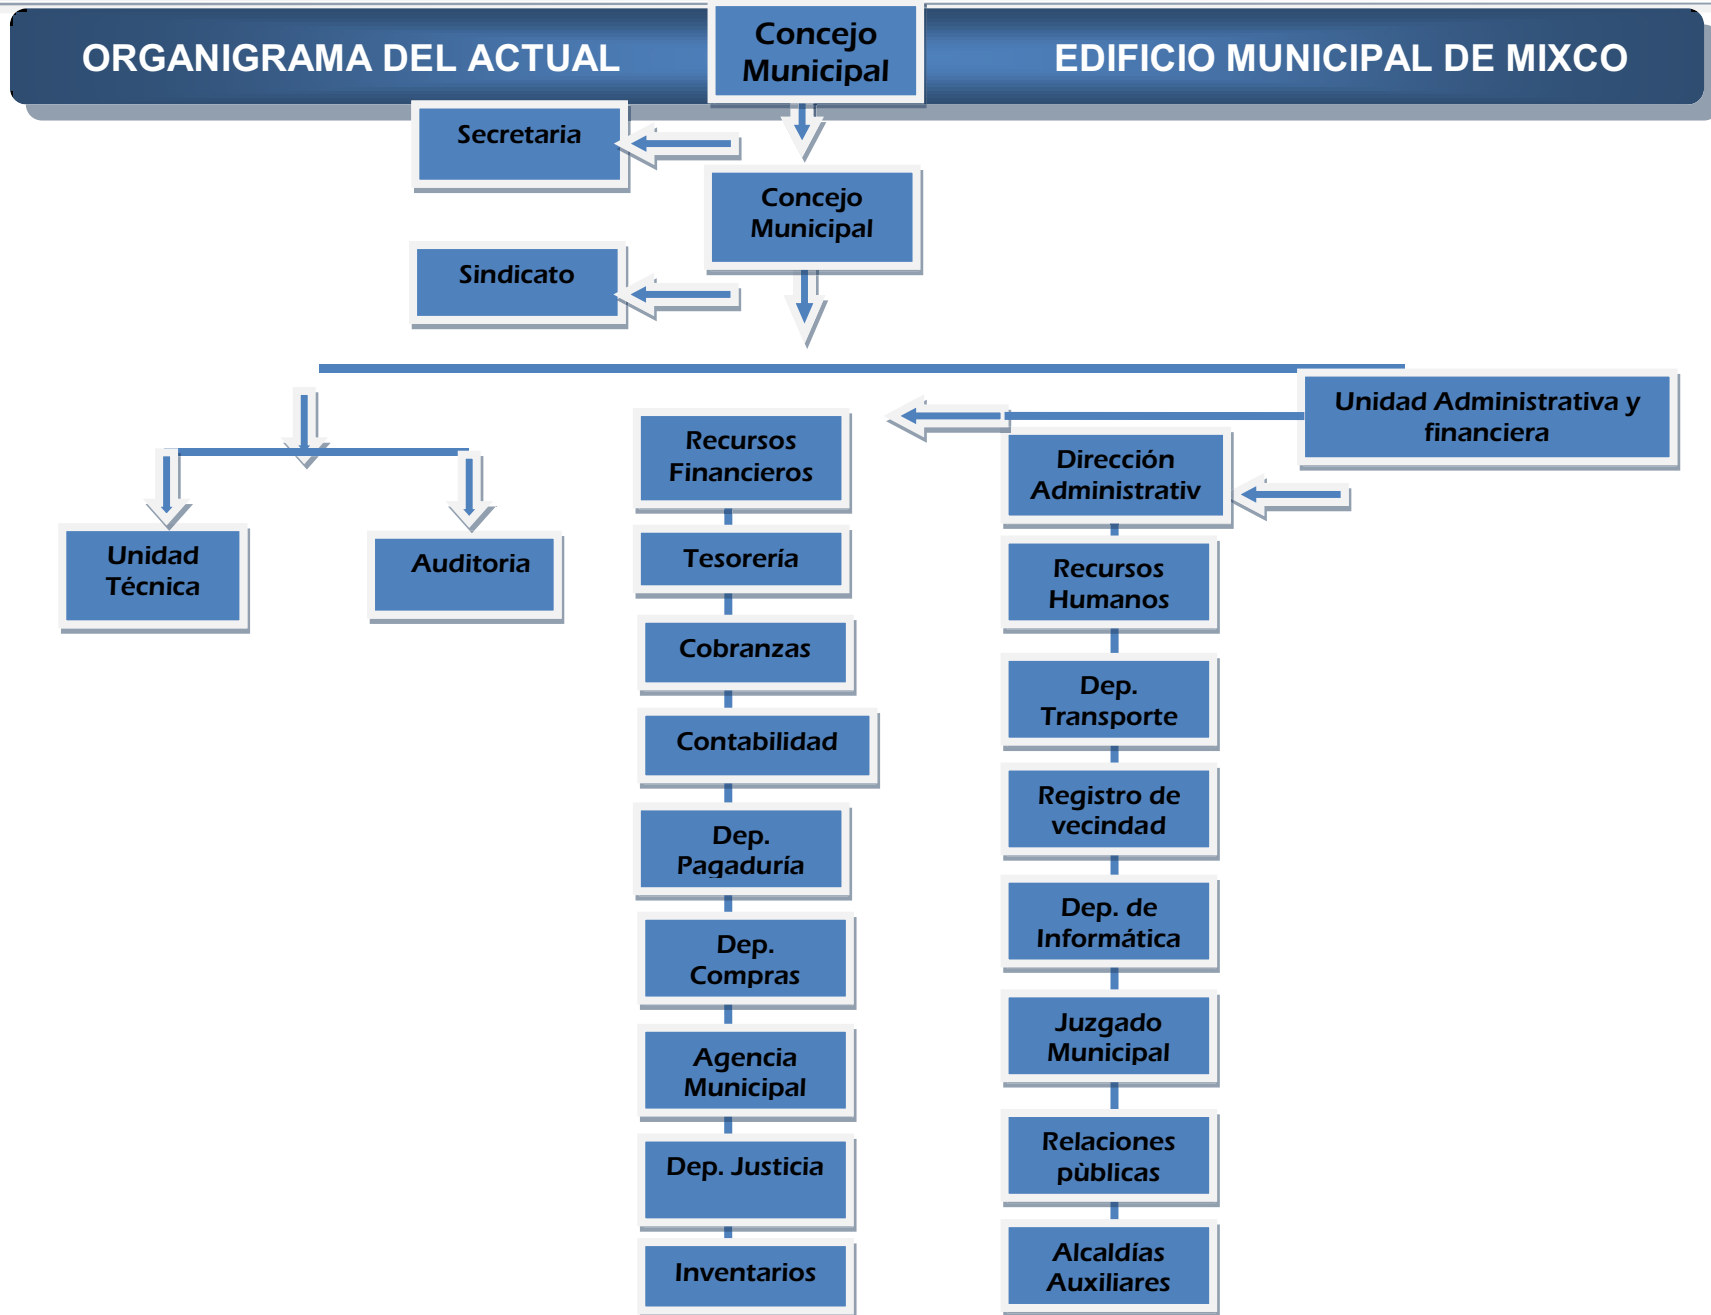 ORGANIGRAMA DEL ACTUAL
Concejo
Municipal
EDIFICIO MUNICIPAL DE MIXCO
Secretaria
Concejo
Municipal
Sindicato
Unidad Administrativa y
financiera
Unidad
Técnica
Auditoria
Recursos
Financieros
Tesorería
Cobranzas
Contabilidad
Dep.
Pagaduría
Dep.
Compras
Agencia
Municipal
Dep. Justicia
Inventarios
Dirección
Administrativ
Recursos
Humanos
Dep.
Transporte
Registro de
vecindad
Dep. de
Informática
Juzgado
Municipal
Relaciones
pùblicas
Alcaldías
Auxiliares